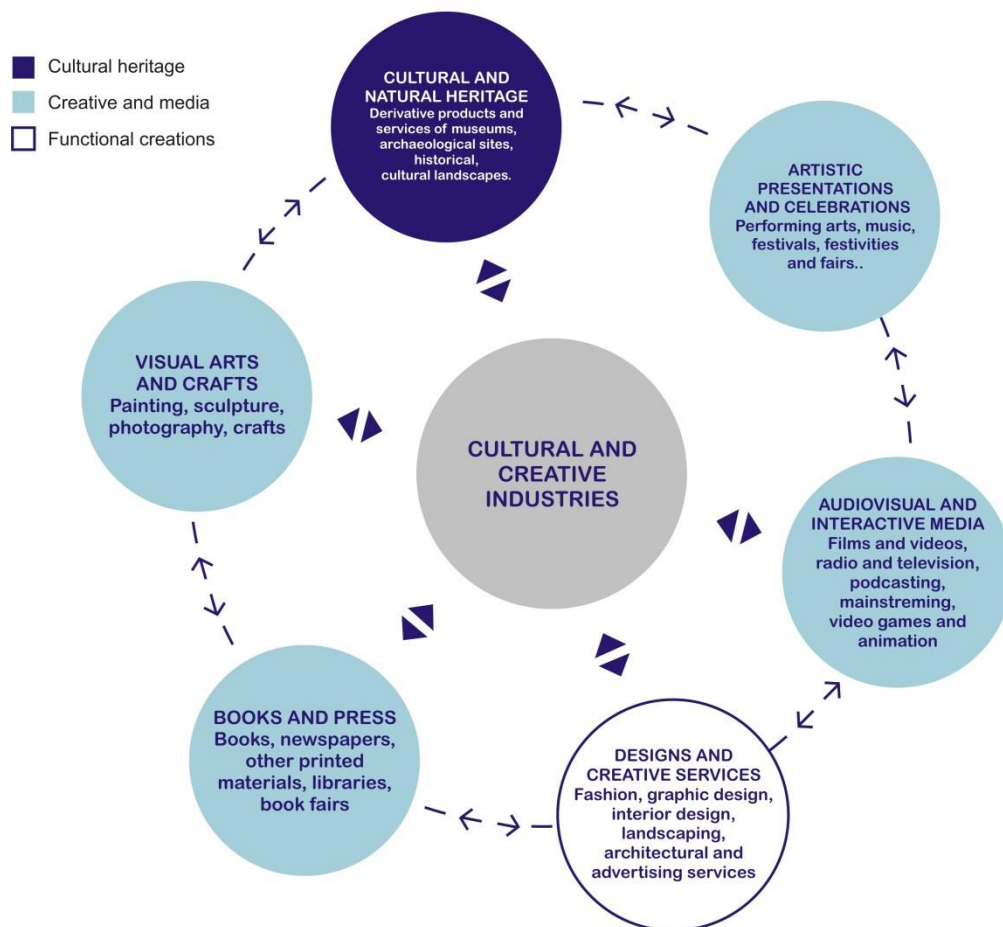 Cultural heritage
Creative and media
Functional creations
CULTURAL AND
NATURAL HERITAGE
Derivative products and
services of museums,
archaeological sites,
historical,
cultural landscapes.
ARTISTIC
PRESENTATIONS
AND CELEBRATIONS
Performing arts, music,
festivals, festivities
and fairs..
VISUAL ARTS
AND CRAFTS
Painting, sculpture,
photography, crafts
CULTURAL AND
CREATIVE
INDUSTRIES
AUDIOVISUAL AND
INTERACTIVE MEDIA
Films and videos,
radio and television,
podcasting,
mainstreming,
video games and
animation
BOOKS AND PRESS
Books, newspapers,
other printed
materials, libraries,
book fairs
DESIGNS AND
CREATIVE SERVICES
Fashion, graphic design,
interior design,
landscaping,
architectural and
advertising services